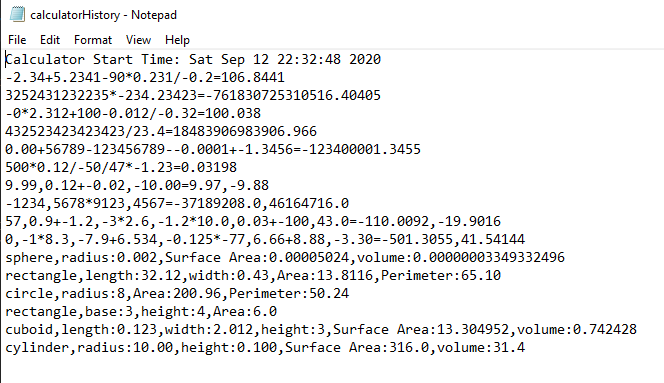 calculatorHistory - Notepad
File Edit Format View Help
Calculator Start Time: Sat Sep 12 22:32:48 2020
-2.34+5.2341-90*0.231/-0.2=106.8441
3252431232235*-234.23423=-761830725310516.40405
-0*2.312+100-0.012/-0.32=100.038
432523423423423/23.4=18483906983906.966
0.00+56789-123456789--0.0001+-1.3456=-123400001.3455
500*0.12/-50/47*-1.23=0.03198
9.99,0.12+-0.02,-10.00=9.97,-9.88
-1234,5678*9123,4567=-37189208.0,46164716.0
57,0.9+-1.2,-3*2.6,-1.2*10.0,0.03+-100,43.0=-110.0092,-19.9016
0,-1*8.3,-7.9+6.534,-0.125*-77,6.66+8.88,-3.30=-501.3055,41.54144
sphere,radius:0.002,Surface Area:0.00005024,volume:0.00000003349332496
rectangle,length:32.12,width:0.43,Area:13.8116,Perimeter:65.10
circle,radius:8,Area:200.96,Perimeter:50.24
rectangle,base:3,height:4,Area:6.0
cuboid,length:0.123,width:2.012,height:3,Surface Area:13.304952,volume:0.742428
cylinder,radius:10.00,height:0.100,Surface Area:316.0,volume:31.4